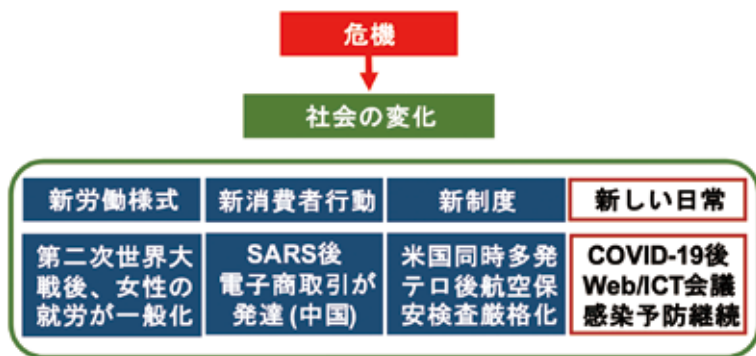 危機
社会の変化
新労働様式
新消費者行動
新制度
新しい日常
第二次世界大
戦後、女性の
就労が一般化
SARS後
電子商取引が
発達(中国)
米国同時多発
テロ後航空保
安検査厳格化
COVID-19後
Web/ICT会議
感染予防継続